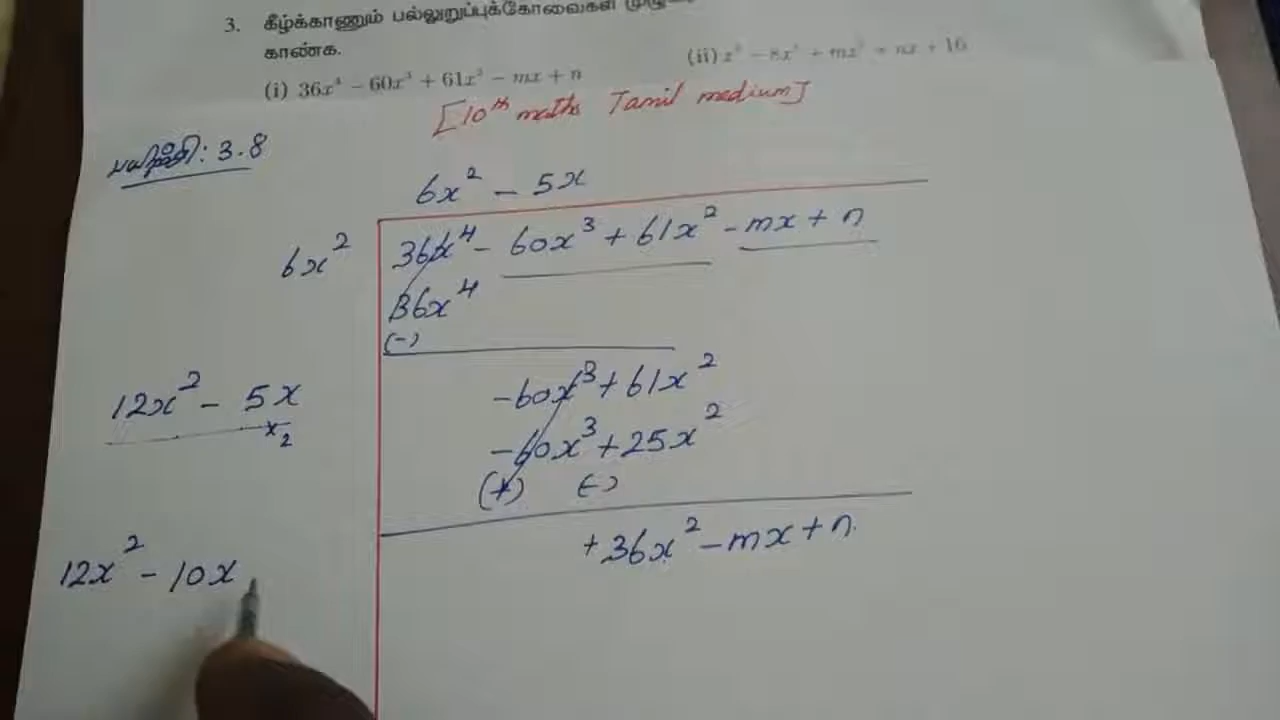 3. கீழ்க்காணும் பல்லுறுப்புக்கோவைகள்
காண்க.
(i) 36x⁴ − 60x³ + 61x² − mx + n
(ii) x⁴ − 8x³ + mx² + nx + 16
[10th maths Tamil medium]
பயிற்சி: 3.8
6x² − 5x
6x² 36x⁴ − 60x³ + 61x² − mx + n
36x⁴
(−)
−60x³ + 61x²
12x² − 5x
×2
−60x³ + 25x²
(+) (−)
+36x² − mx + n
12x² − 10x